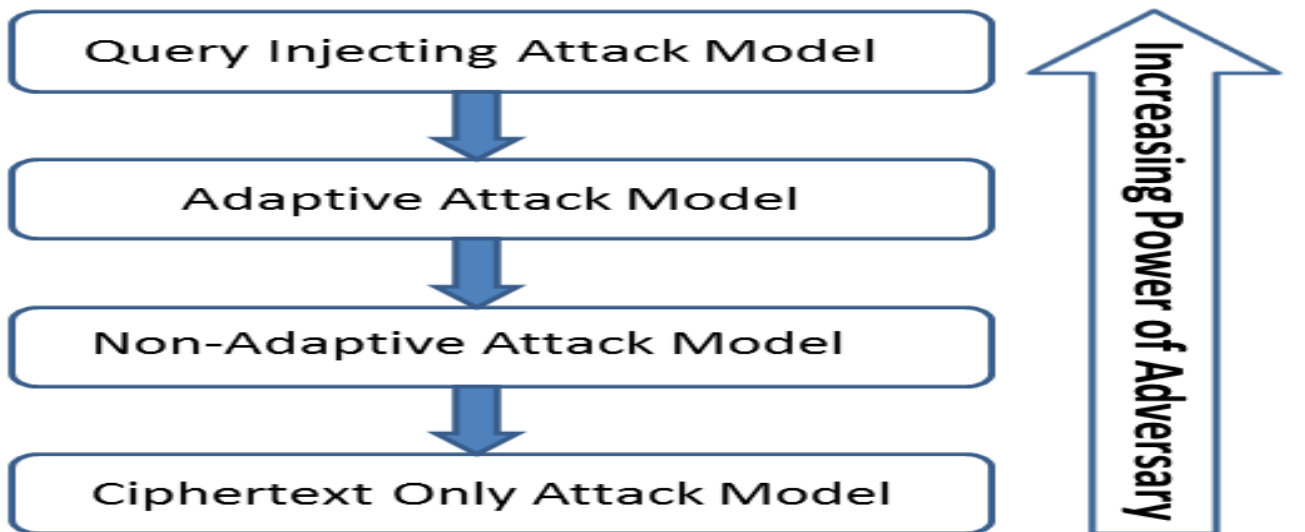 Query Injecting Attack Model
Adaptive Attack Model
Non-Adaptive Attack Model
Ciphertext Only Attack Model
Increasing Power of Adversary